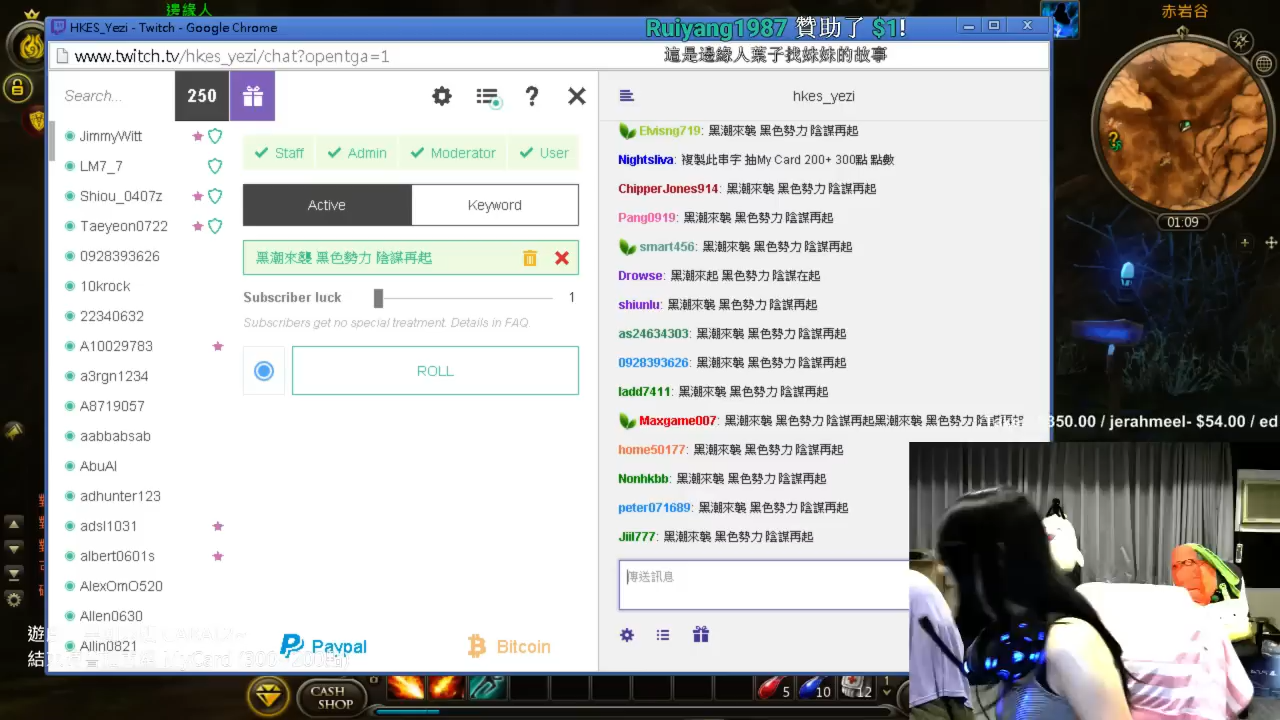 邊緣人
HKES_Yezi - Twitch - Google Chrome
Ruiyang1987 贊助了 $1!
赤岩谷
www.twitch.tv/hkes_yezi/chat?opentga=1
這是邊緣人葉子找妹妹的故事
Search...
250
hkes_yezi
JimmyWitt
LM7_7
Shiou_0407z
Taeyeon0722
0928393626
10krock
22340632
A10029783
a3rgn1234
A8719057
aabbabsab
AbuAl
adhunter123
adsl1031
albert0601s
AlexOmO520
Allen0630
Allin0821
Staff
Admin
Moderator
User
Active
Keyword
黑潮來襲 黑色勢力 陰謀再起
Subscriber luck
1
Subscribers get no special treatment. Details in FAQ
ROLL
Paypal
Bitcoin
Elvisng719: 黑潮來襲 黑色勢力 陰謀再起
Nightsliva: 複製此串字 抽My Card 200+ 300點 點數
ChipperJones914: 黑潮來襲 黑色勢力 陰謀再起
Pang0919: 黑潮來襲 黑色勢力 陰謀再起
smart456: 黑潮來襲 黑色勢力 陰謀再起
Drowse: 黑潮來起 黑色勢力 陰謀在起
shiunlu: 黑潮來襲 黑色勢力 陰謀再起
as24634303: 黑潮來襲 黑色勢力 陰謀再起
0928393626: 黑潮來襲 黑色勢力 陰謀再起
ladd7411: 黑潮來襲 黑色勢力 陰謀再起
Maxgame007: 黑潮來襲 黑色勢力 陰謀再起黑潮來襲 黑色勢力 陰謀再起
home50177: 黑潮來襲 黑色勢力 陰謀再起
Nonhkbb: 黑潮來襲 黑色勢力 陰謀再起
peter071689: 黑潮來襲 黑色勢力 陰謀再起
Jiil777: 黑潮來襲 黑色勢力 陰謀再起
傳送訊息
01:09
$350.00 / jerahmeel- $54.00 / ed
CASH
SHOP
5
10
12
1